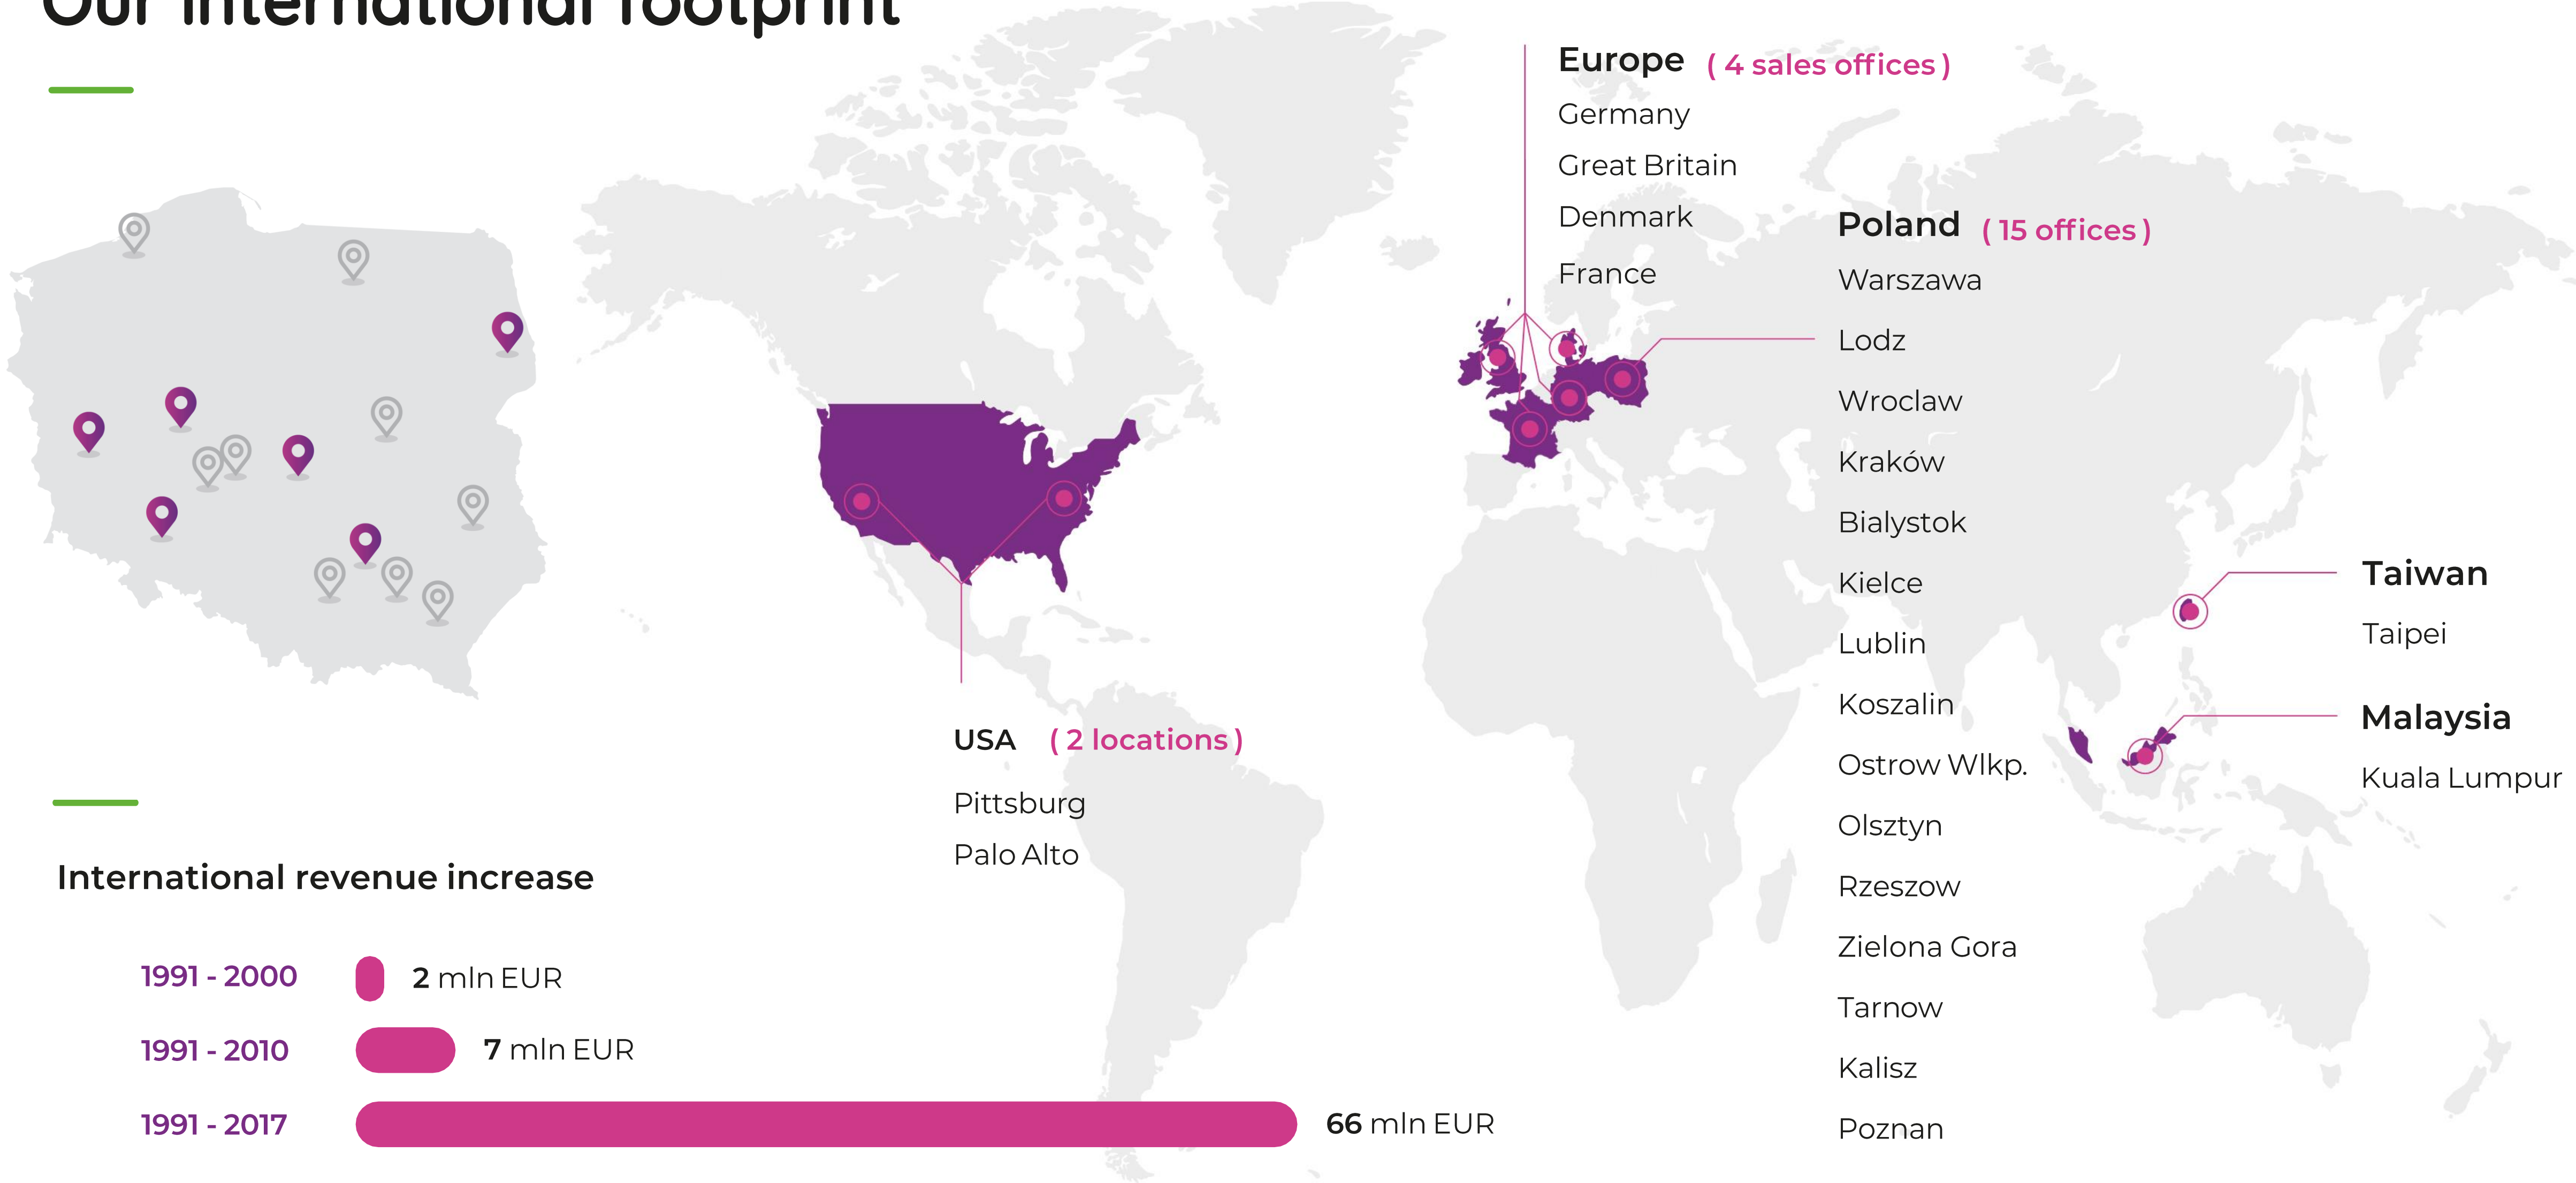 Our international footprint
Europe ( 4 sales offices )
Germany
Great Britain
Denmark
France
Poland ( 15 offices )
Warszawa
Lodz
Wroclaw
Kraków
Bialystok
Kielce
Lublin
Koszalin
Ostrow Wlkp.
Olsztyn
Rzeszow
Zielona Gora
Tarnow
Kalisz
Poznan
Taiwan
Taipei
Malaysia
Kuala Lumpur
USA ( 2 locations )
Pittsburg
Palo Alto
International revenue increase
1991 - 2000 2 mln EUR
1991 - 2010 7 mln EUR
1991 - 2017 66 mln EUR